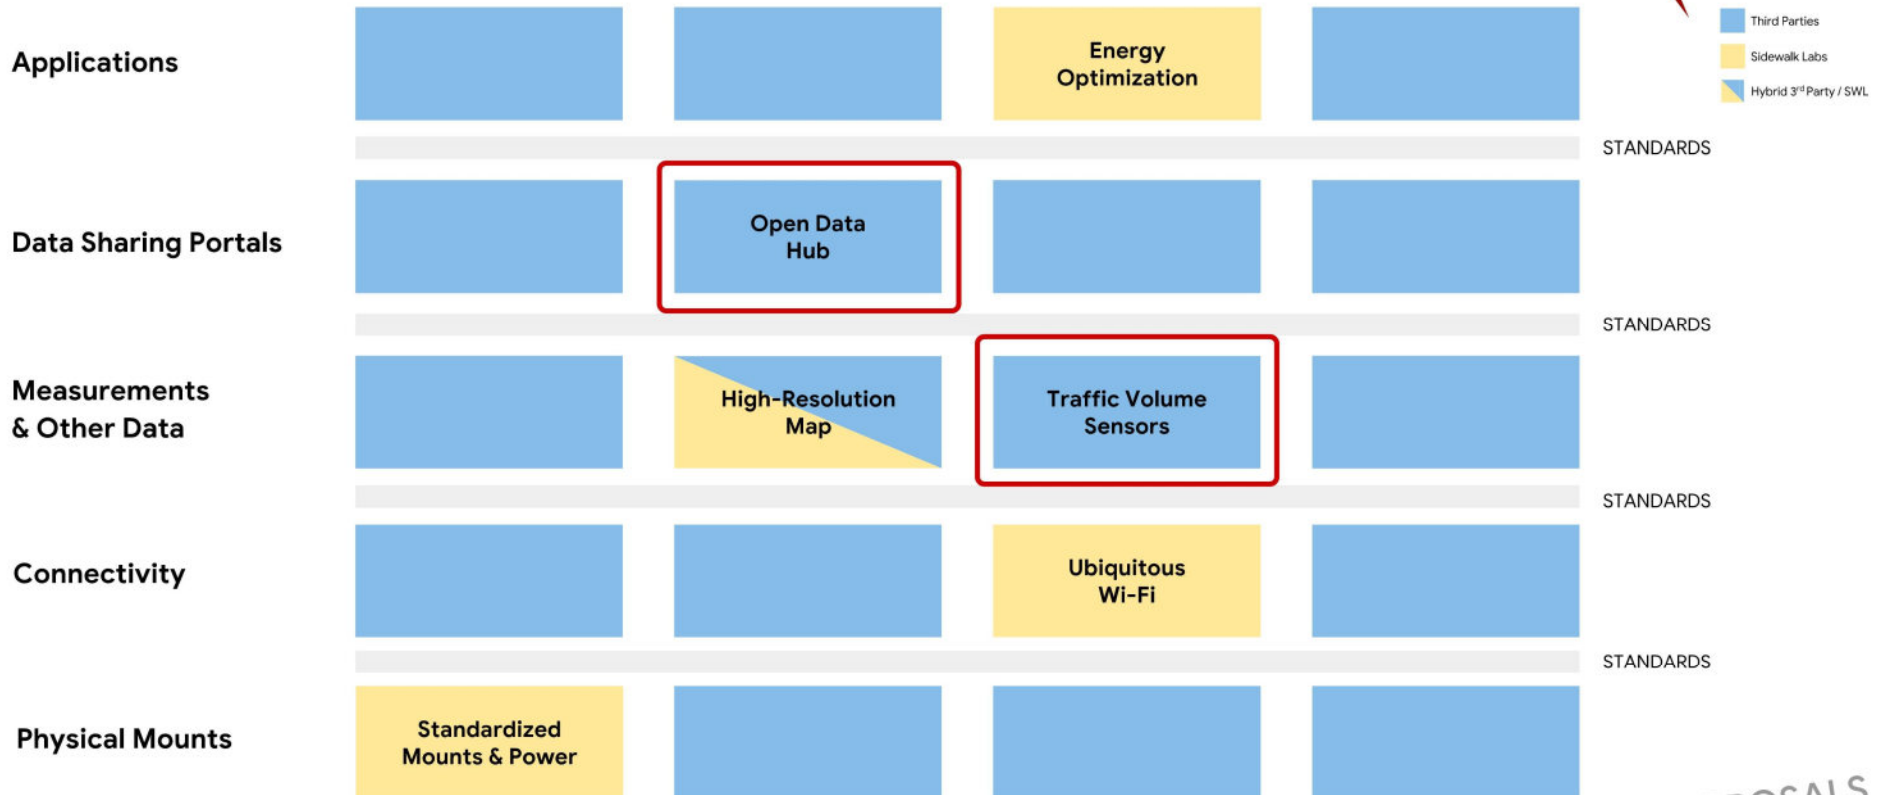 Third Parties
Sidewalk Labs
Hybrid 3rd Party / SWL
Applications
Energy
Optimization
STANDARDS
Data Sharing Portals
Open Data
Hub
STANDARDS
Measurements
& Other Data
High-Resolution
Map
Traffic Volume
Sensors
STANDARDS
Connectivity
Ubiquitous
Wi-Fi
STANDARDS
Physical Mounts
Standardized
Mounts & Power